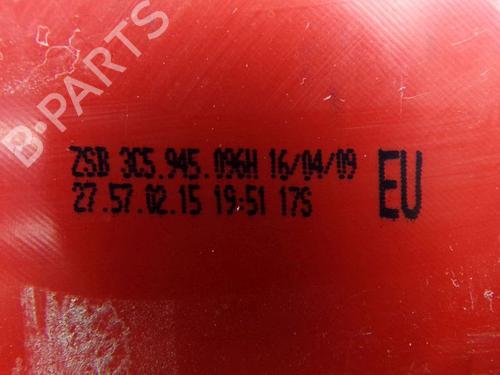 B-PARTS
ZSB 3C5.945.096H 16/04/09
27.57.02.15 19:51 17S
EU